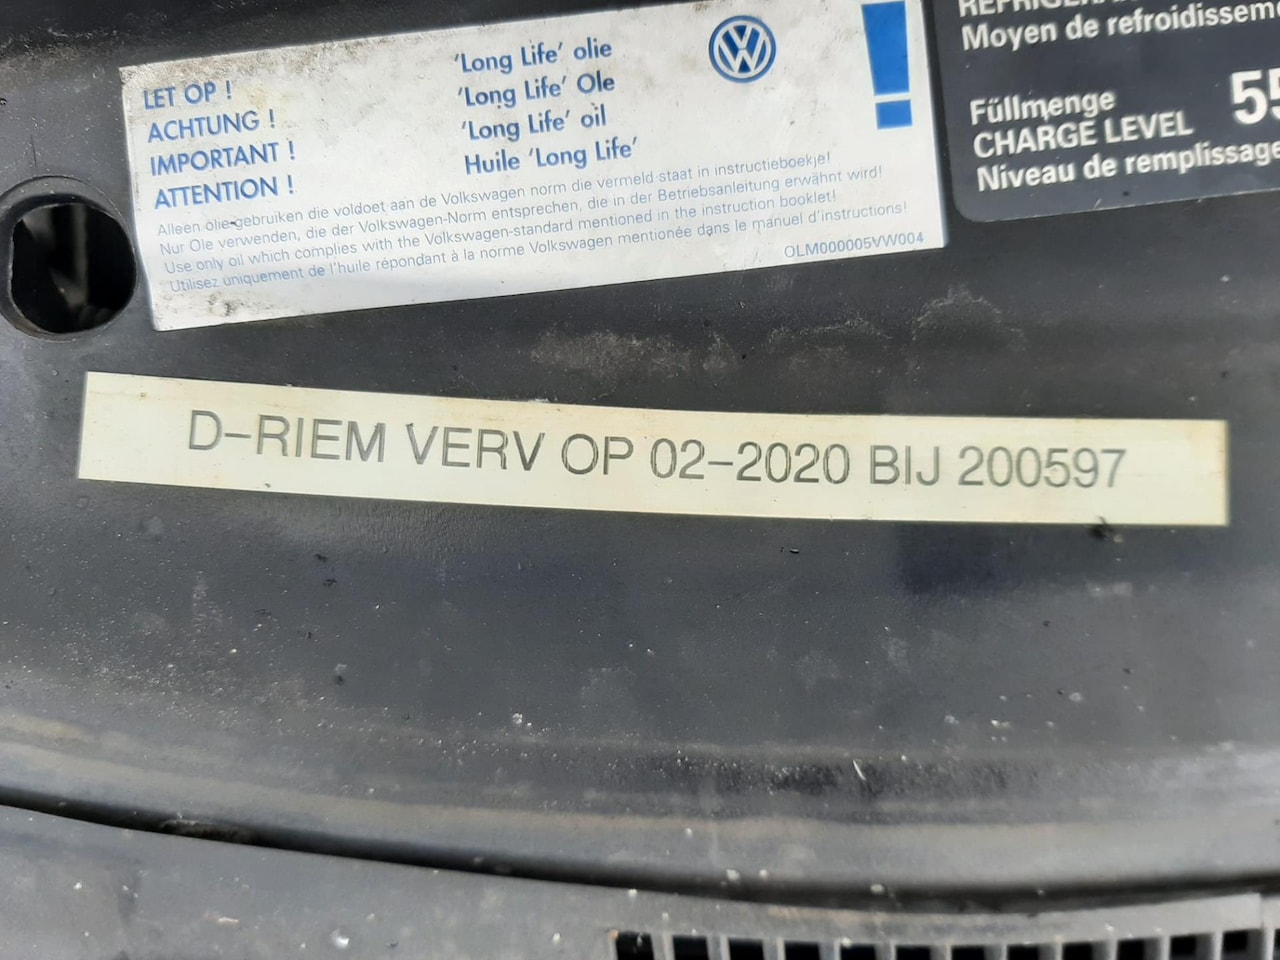 LET OP !
ACHTUNG !
IMPORTANT !
ATTENTION !
'Long Life' olie
'Long Life' Ole
'Long Life' oil
Huile 'Long Life'
VW
!
Alleen olie gebruiken die voldoet aan de Volkswagen norm die vermeld staat in instructieboekje!
Nur Ole verwenden, die der Volkswagen-Norm entsprechen, die in der Betriebsanleitung erwähnt wird!
Use only oil which complies with the Volkswagen-standard mentioned in the instruction booklet!
Utilisez uniquement de l'huile répondant à la norme Volkswagen mentionée dans le manuel d'instructions!
OLM000005VW004
Moyen de refroidissem
Füllmenge
CHARGE LEVEL
Niveau de remplissage
55
D-RIEM VERV OP 02-2020 BIJ 200597